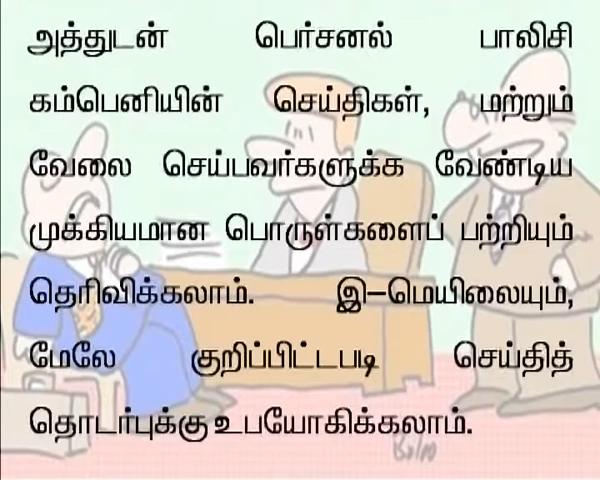 அத்துடன் பெர்சனல் பாலிசி
கம்பெனியின் செய்திகள், மற்றும்
வேலை செய்பவர்களுக்க வேண்டிய
முக்கியமான பொருள்களைப் பற்றியும்
தெரிவிக்கலாம். இ-மெயிலையும்,
மேலே குறிப்பிட்டபடி செய்தித்
தொடர்புக்கு உபயோகிக்கலாம்.